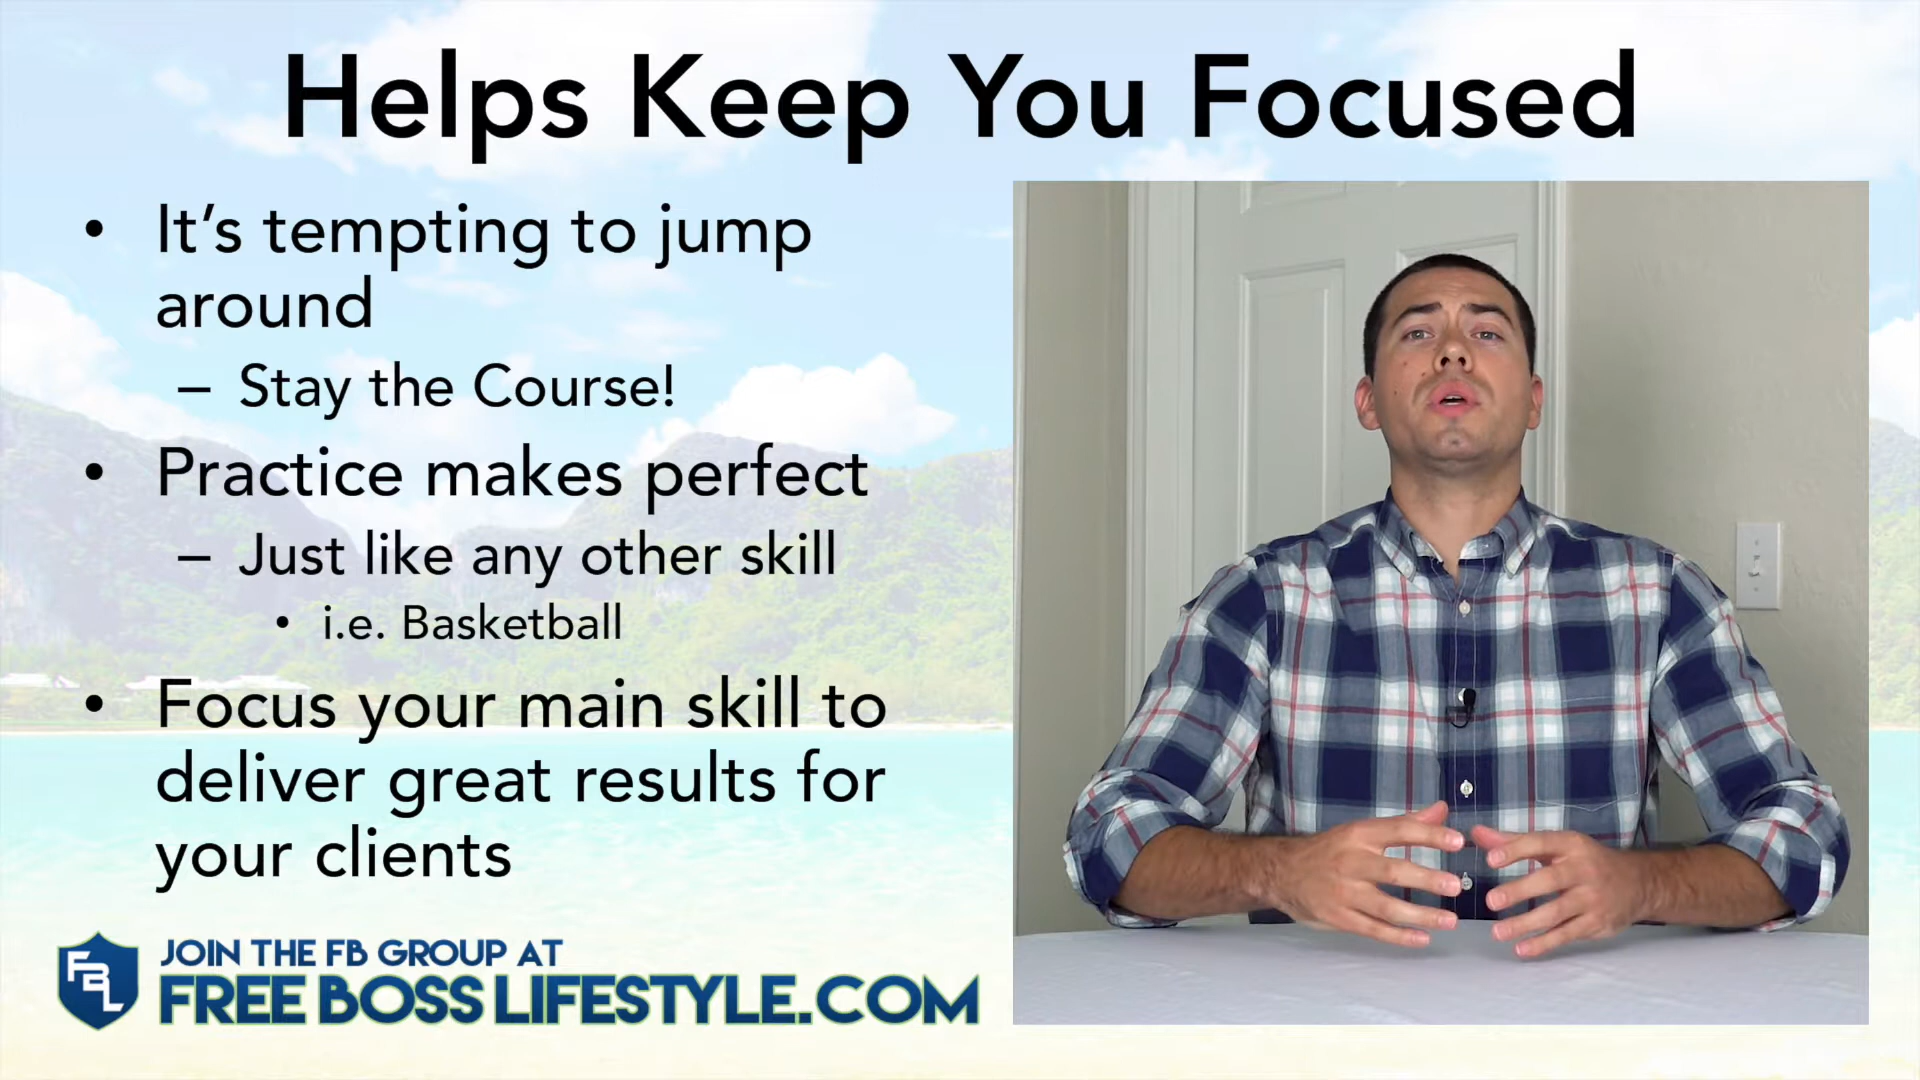 Helps Keep You Focused
• It’s tempting to jump
around
– Stay the Course!
• Practice makes perfect
– Just like any other skill
• i.e. Basketball
• Focus your main skill to
deliver great results for
your clients
FBL
JOIN THE FB GROUP AT
FREE BOSS LIFESTYLE.COM